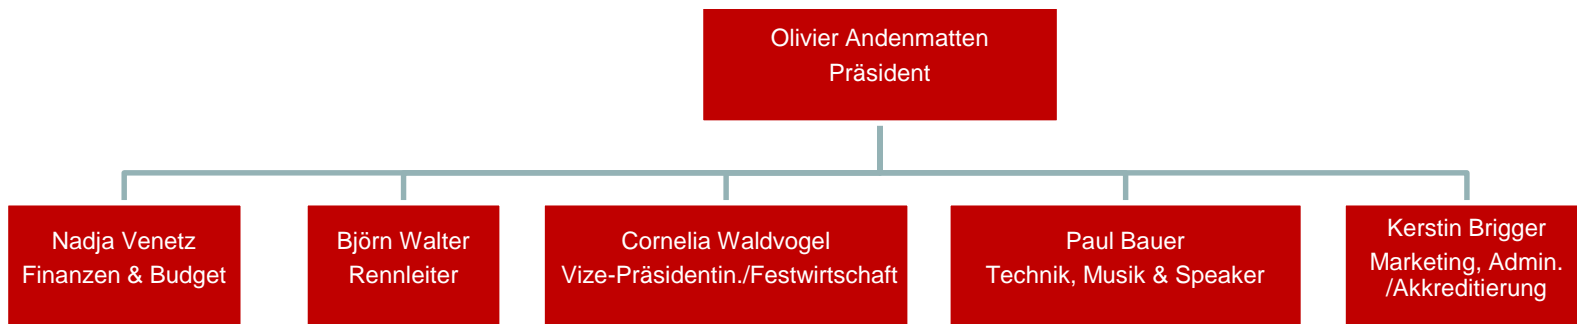 Olivier Andenmatten
Präsident
Nadja Venetz
Finanzen & Budget
Björn Walter
Rennleiter
Cornelia Waldvogel
Vize-Präsidentin./Festwirtschaft
Paul Bauer
Technik, Musik & Speaker
Kerstin Brigger
Marketing, Admin.
/Akkreditierung